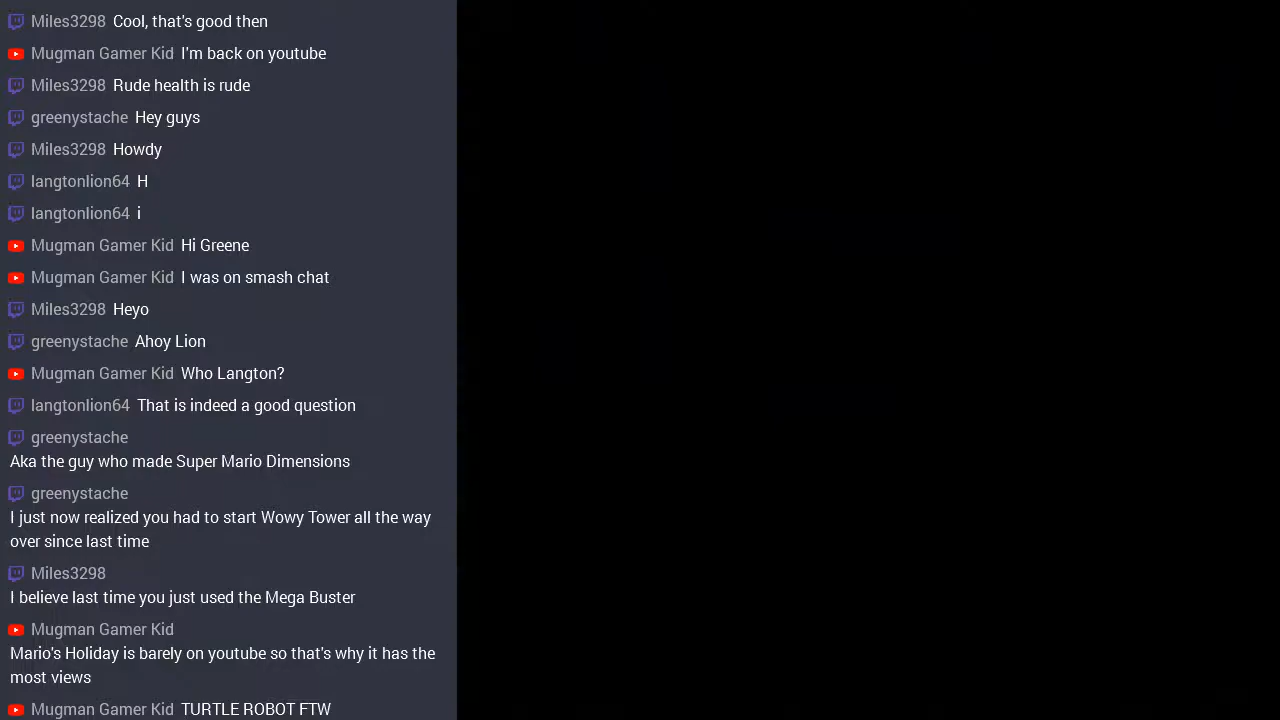 Miles3298 Cool, that's good then
Mugman Gamer Kid I'm back on youtube
Miles3298 Rude health is rude
greenystache Hey guys
Miles3298 Howdy
langtonlion64 H
langtonlion64 i
Mugman Gamer Kid Hi Greene
Mugman Gamer Kid I was on smash chat
Miles3298 Heyo
greenystache Ahoy Lion
Mugman Gamer Kid Who Langton?
langtonlion64 That is indeed a good question
greenystache
Aka the guy who made Super Mario Dimensions
greenystache
I just now realized you had to start Wowy Tower all the way
over since last time
Miles3298
I believe last time you just used the Mega Buster
Mugman Gamer Kid
Mario's Holiday is barely on youtube so that's why it has the
most views
Mugman Gamer Kid TURTLE ROBOT FTW